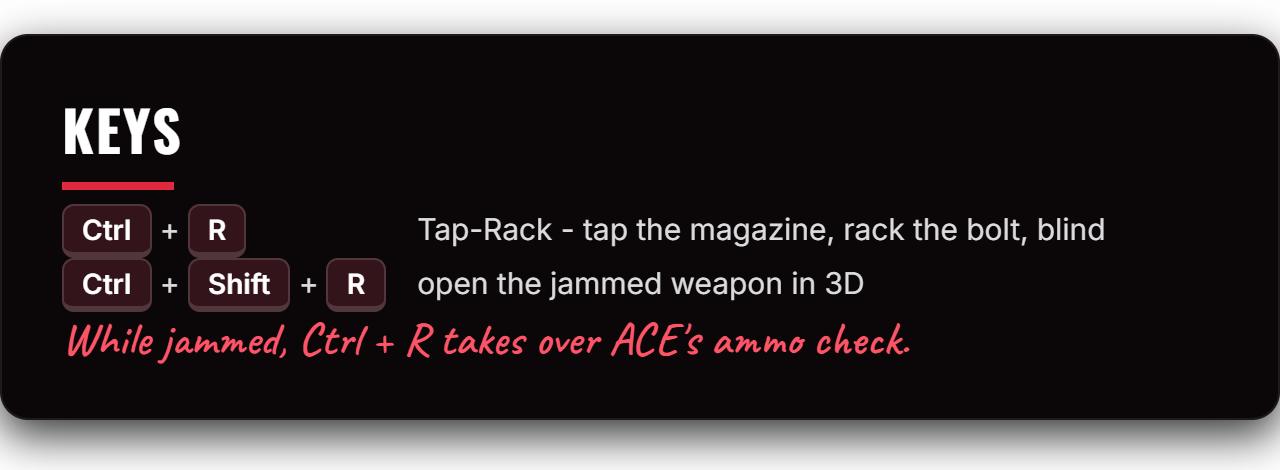 KEYS
Ctrl + R Tap-Rack - tap the magazine, rack the bolt, blind
Ctrl + Shift + R open the jammed weapon in 3D
While jammed, Ctrl + R takes over ACE's ammo check.